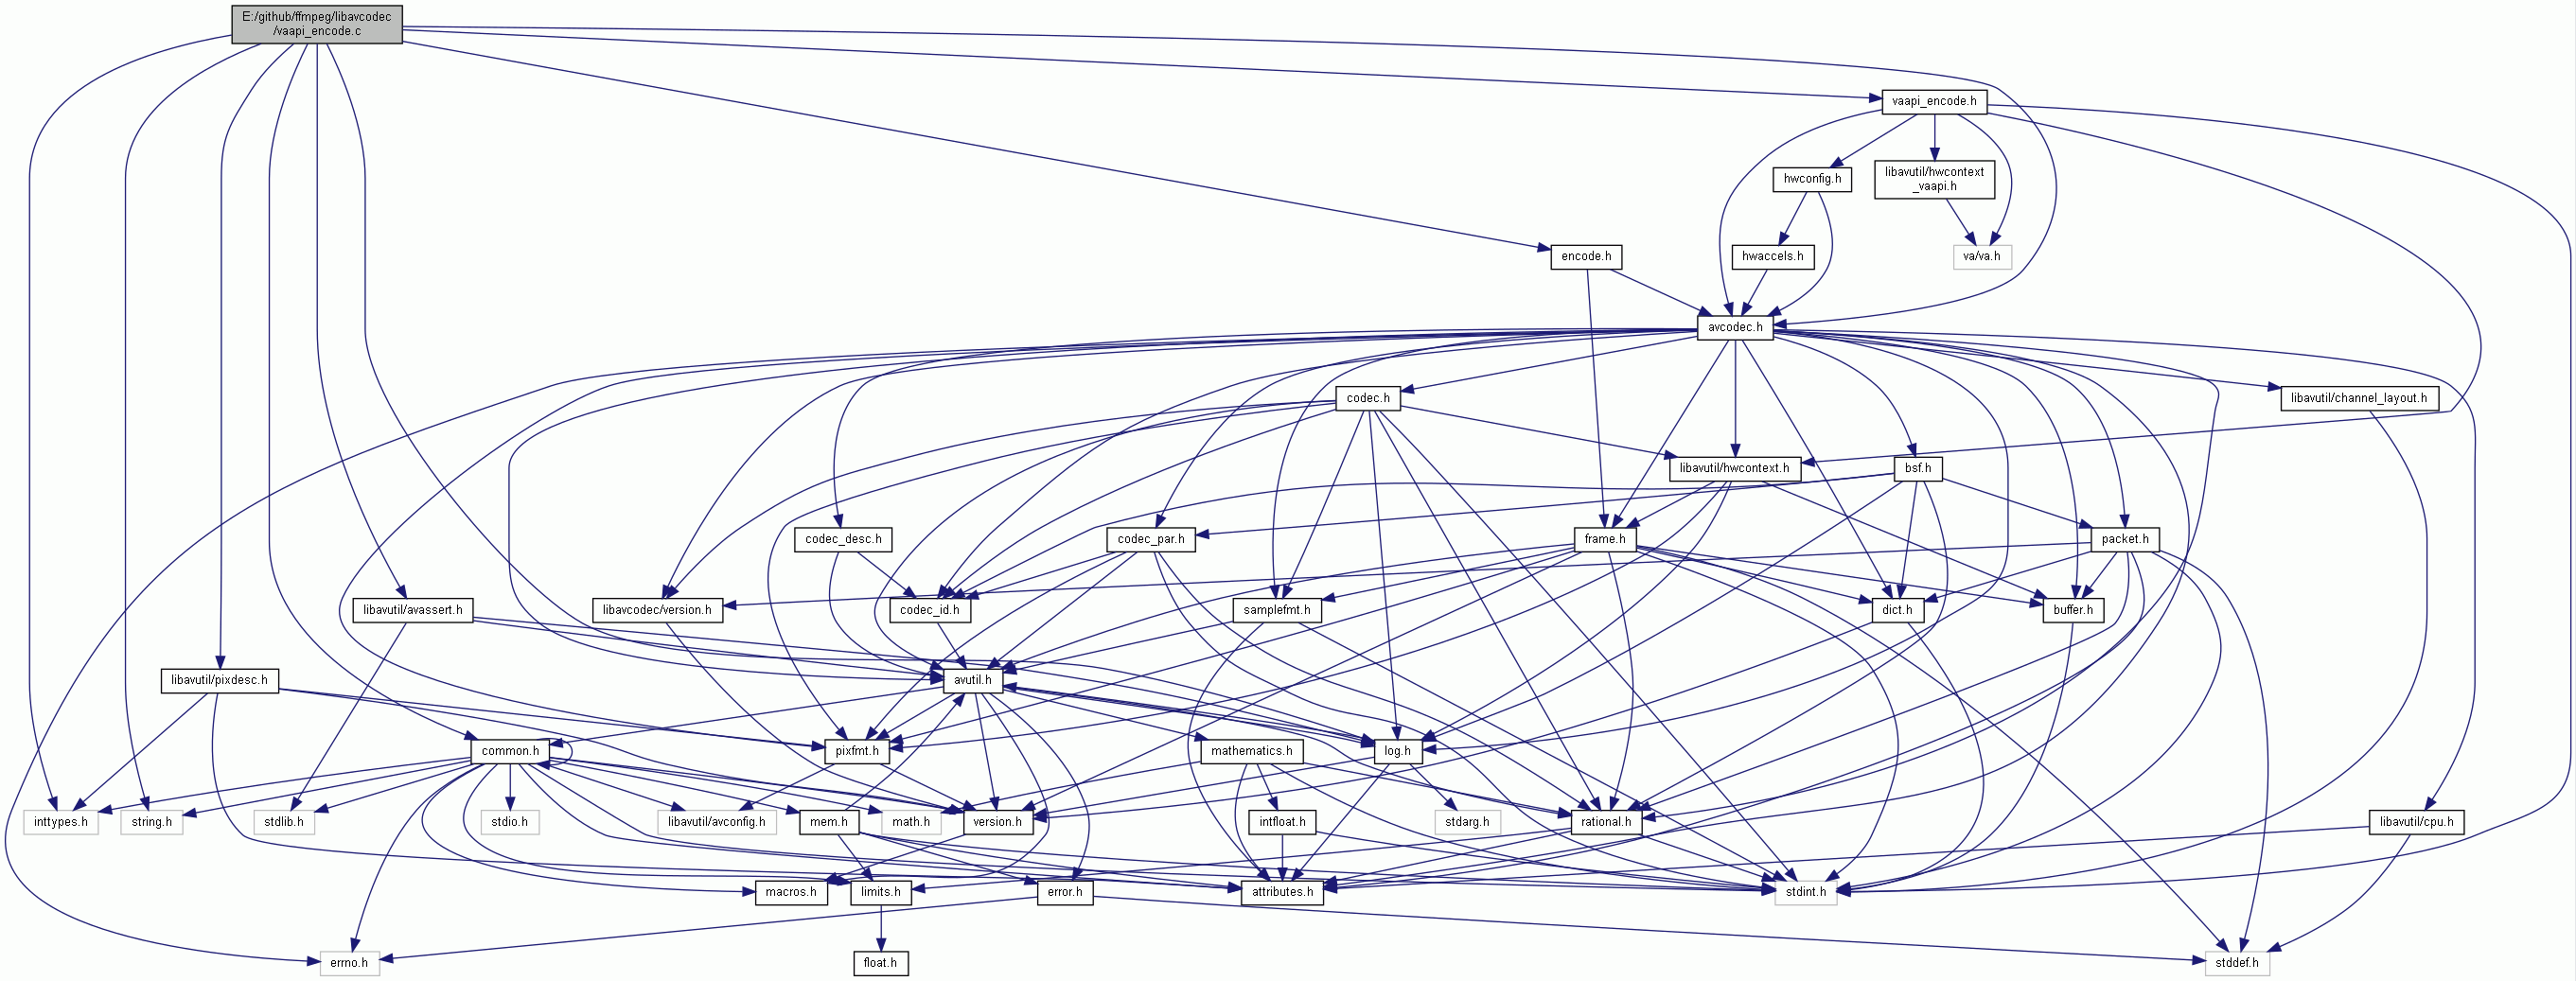 E:/github/ffmpeg/libavcodec
/vaapi_encode.c
vaapi_encode.h
hwconfig.h
libavutil/hwcontext
_vaapi.h
encode.h
hwaccels.h
va/va.h
avcodec.h
codec.h
libavutil/channel_layout.h
libavutil/hwcontext.h
bsf.h
codec_desc.h
codec_par.h
frame.h
packet.h
libavutil/avassert.h
libavcodec/version.h
codec_id.h
samplefmt.h
dict.h
buffer.h
libavutil/pixdesc.h
avutil.h
common.h
pixfmt.h
mathematics.h
log.h
inttypes.h
string.h
stdlib.h
stdio.h
libavutil/avconfig.h
mem.h
math.h
version.h
intfloat.h
stdarg.h
rational.h
libavutil/cpu.h
macros.h
limits.h
error.h
attributes.h
stdint.h
errno.h
float.h
stddef.h